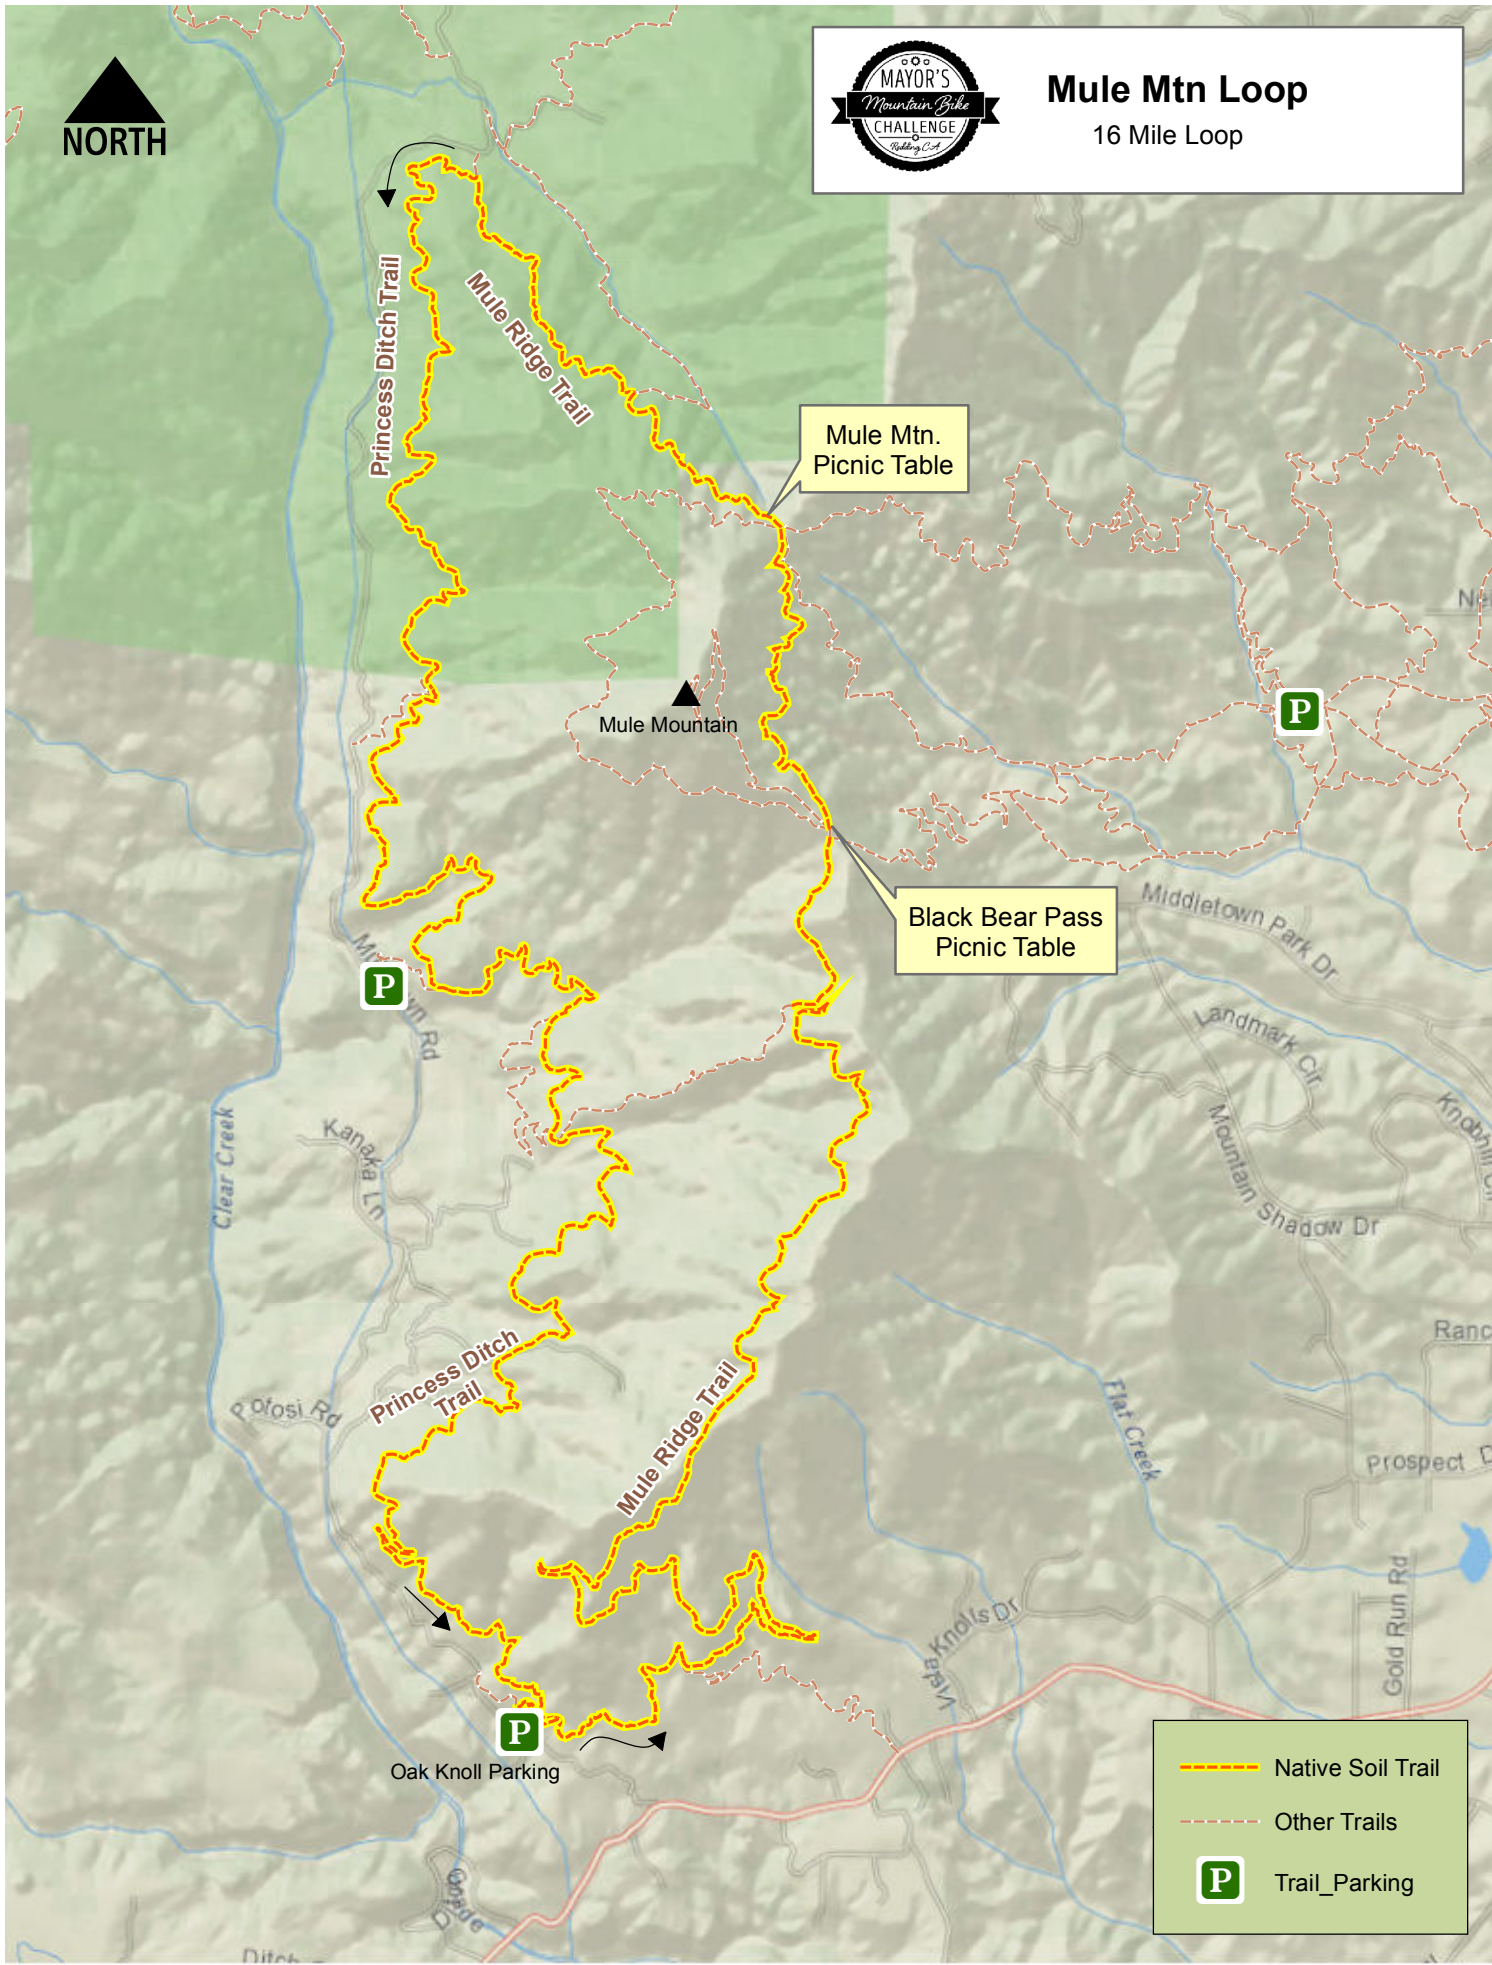 NORTH
MAYOR'S
Mountain Bike
CHALLENGE
Redding CA
Mule Mtn Loop
16 Mile Loop
Princess Ditch Trail
Mule Ridge Trail
Mule Mtn.
Picnic Table
Mule Mountain
P
Black Bear Pass
Picnic Table
Middletown Park Dr
P
Rd
Landmark Cir
Clear Creek
Kanaka Ln
Mountain Shadow Dr
Princess Ditch
Trail
Mule Ridge Trail
Flat Creek
Prospect D
Gold Run Rd
Vista Knolls Dr
P
Oak Knoll Parking
Native Soil Trail
Other Trails
P
Trail_Parking